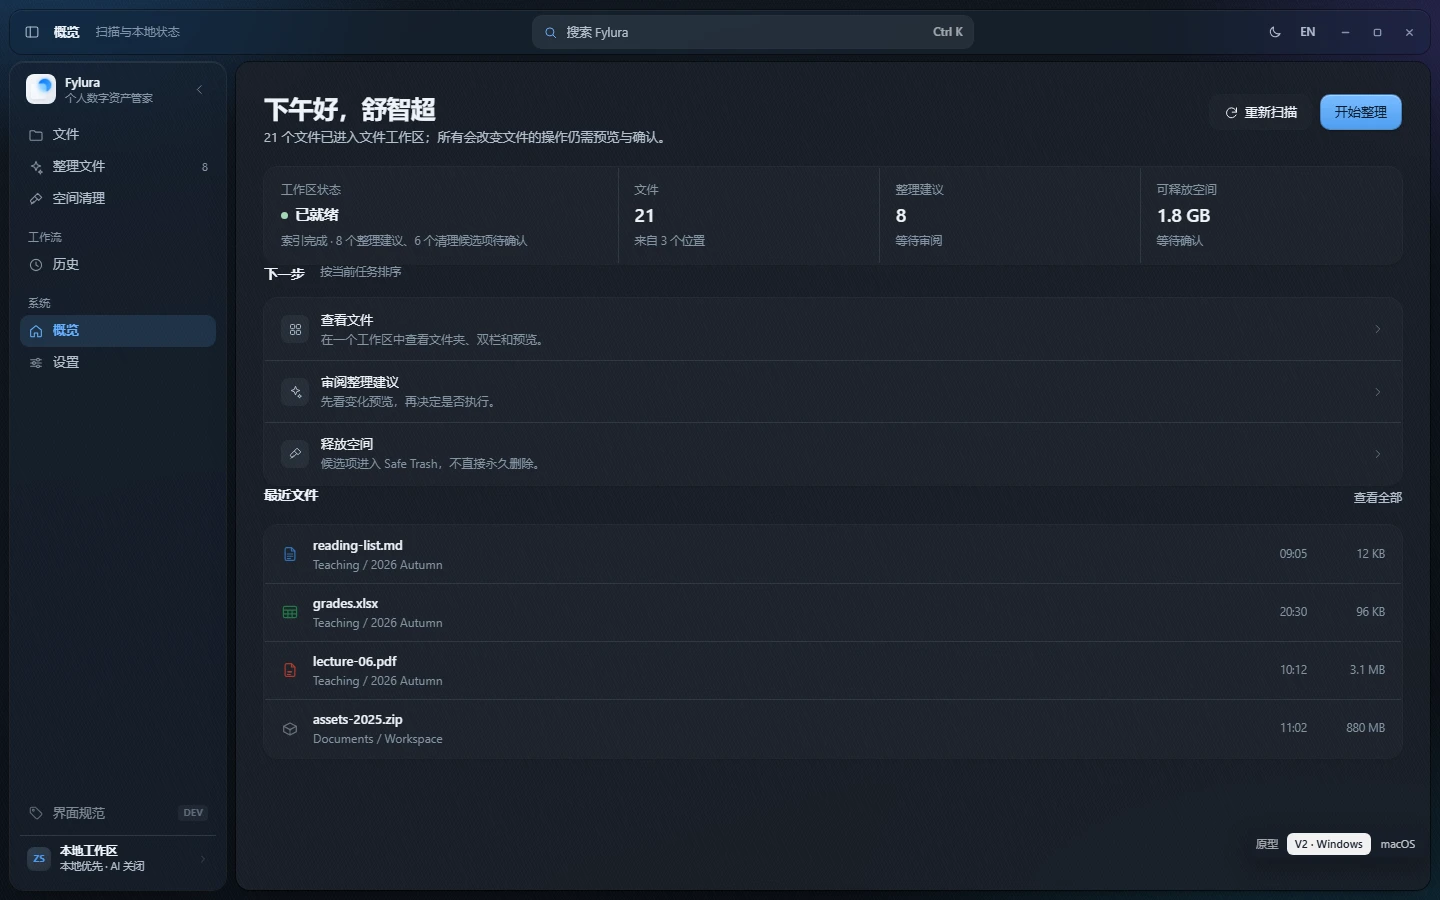 概览 扫描与本地状态
搜索 Fylura Ctrl K
EN
Fylura
个人数字资产管家
文件
整理文件 8
空间清理
工作流
历史
系统
概览
设置
界面规范 DEV
ZS 本地工作区
本地优先 · AI 关闭
下午好，舒智超
21 个文件已进入文件工作区；所有会改变文件的操作仍需预览与确认。
重新扫描 开始整理
工作区状态
已就绪
索引完成 · 8 个整理建议、6 个清理候选项待确认
文件
21
来自 3 个位置
整理建议
8
等待审阅
可释放空间
1.8 GB
等待确认
下一步 按当前任务排序
查看文件
在一个工作区中查看文件夹、双栏和预览。
审阅整理建议
先看变化预览，再决定是否执行。
释放空间
候选项进入 Safe Trash，不直接永久删除。
最近文件 查看全部
reading-list.md
Teaching / 2026 Autumn
09:05 12 KB
grades.xlsx
Teaching / 2026 Autumn
20:30 96 KB
lecture-06.pdf
Teaching / 2026 Autumn
10:12 3.1 MB
assets-2025.zip
Documents / Workspace
11:02 880 MB
原型 V2 · Windows macOS